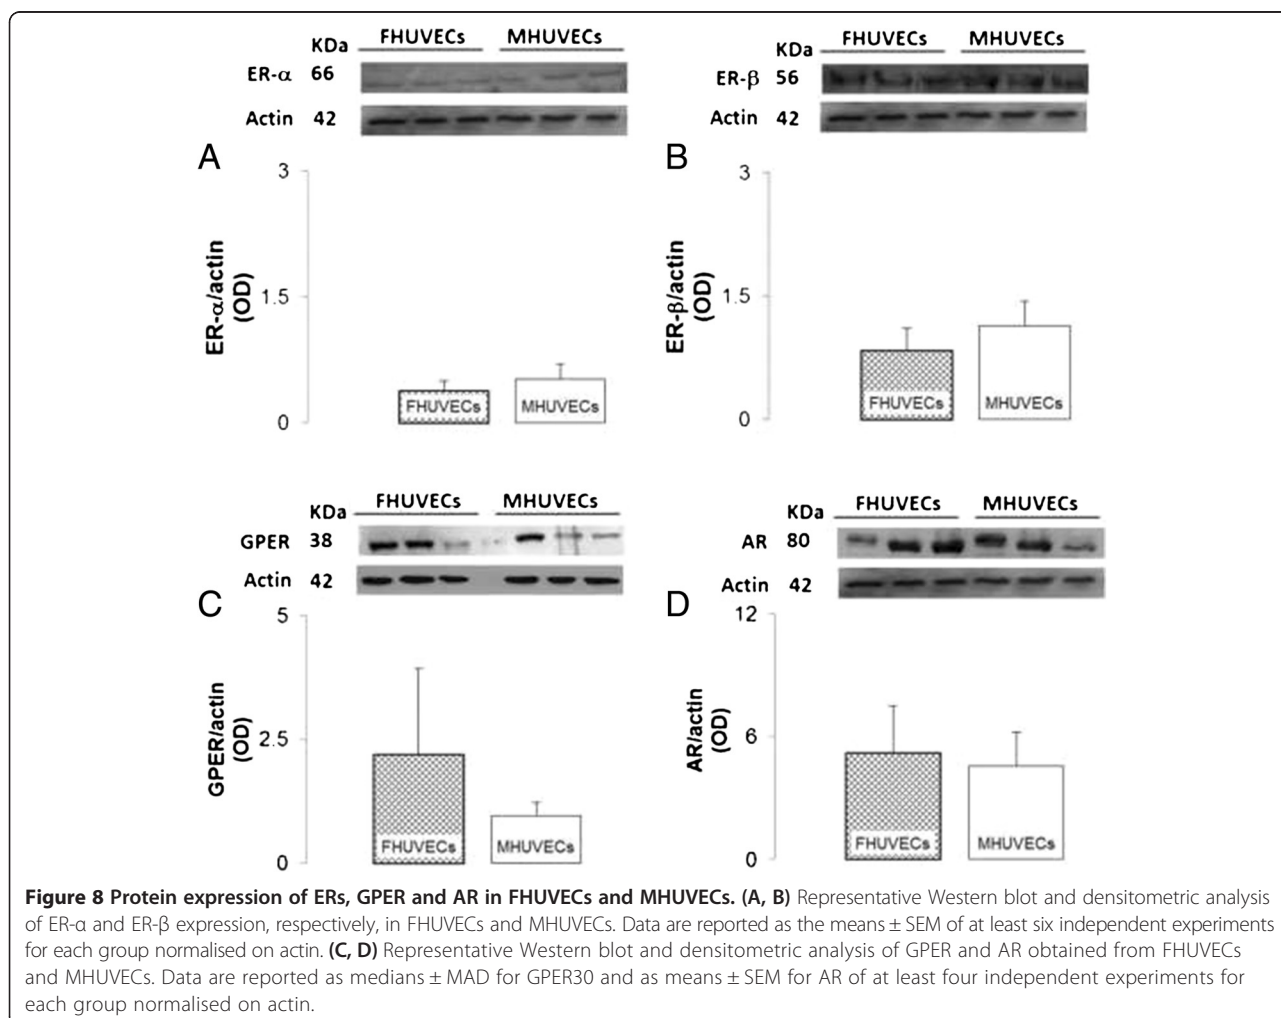 FHUVECs MHUVECs
KDa
ER-α 66
Actin 42
A
3
1.5
0
ER-α/actin
(OD)
FHUVECs
MHUVECs
FHUVECs MHUVECs
KDa
ER-β 56
Actin 42
B
3
1.5
0
ER-β/actin
(OD)
FHUVECs
MHUVECs
FHUVECs MHUVECs
KDa
GPER 38
Actin 42
C
5
2.5
0
GPER/actin
(OD)
FHUVECs
MHUVECs
FHUVECs MHUVECs
KDa
AR 80
Actin 42
D
12
6
0
AR/actin
(OD)
FHUVECs
MHUVECs
Figure 8 Protein expression of ERs, GPER and AR in FHUVECs and MHUVECs. (A, B) Representative Western blot and densitometric analysis
of ER-α and ER-β expression, respectively, in FHUVECs and MHUVECs. Data are reported as the means ± SEM of at least six independent experiments
for each group normalised on actin. (C, D) Representative Western blot and densitometric analysis of GPER and AR obtained from FHUVECs
and MHUVECs. Data are reported as medians ± MAD for GPER30 and as means ± SEM for AR of at least four independent experiments for
each group normalised on actin.